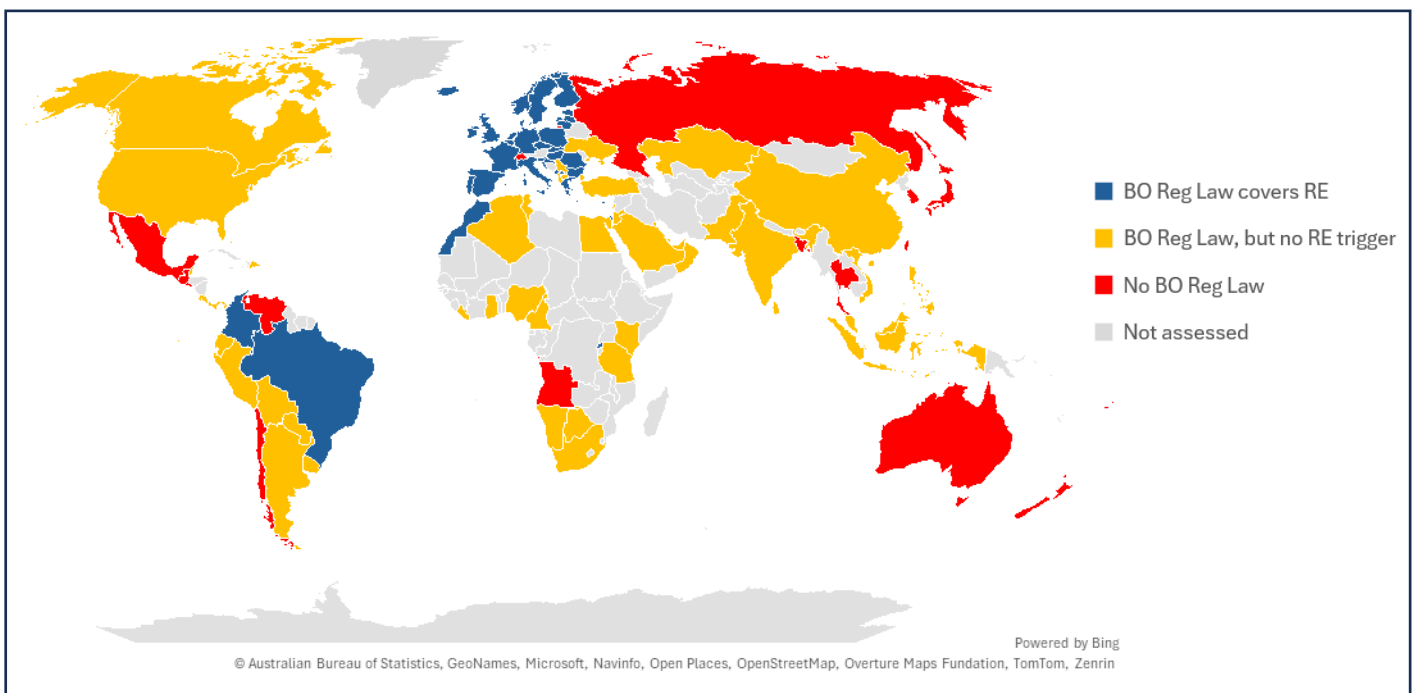 BO Reg Law covers RE
BO Reg Law, but no RE trigger
No BO Reg Law
Not assessed
Powered by Bing
© Australian Bureau of Statistics, GeoNames, Microsoft, Navinfo, Open Places, OpenStreetMap, Overture Maps Fundation, TomTom, Zenrin